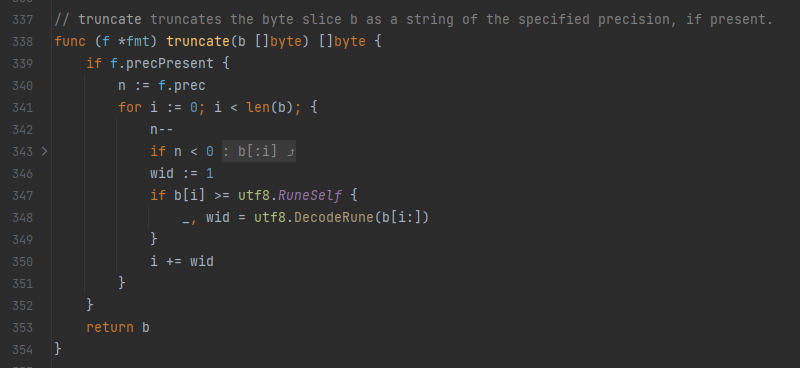 337 // truncate truncates the byte slice b as a string of the specified precision, if present.
338 func (f *fmt) truncate(b []byte) []byte {
339     if f.precPresent {
340         n := f.prec
341         for i := 0; i < len(b); {
342             n--
343             if n < 0 : b[:i] ⤴
346             wid := 1
347             if b[i] >= utf8.RuneSelf {
348                 _, wid = utf8.DecodeRune(b[i:])
349             }
350             i += wid
351         }
352     }
353     return b
354 }